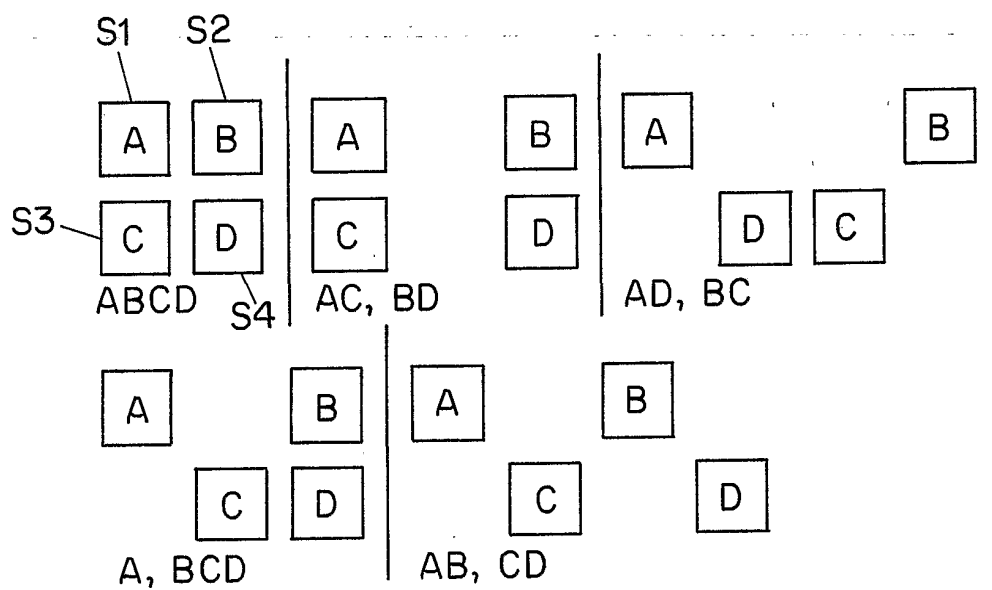 S1 S2
A B A B A B
S3 C D C D D C
ABCD S4 AC, BD AD, BC
A B A B
C D C D
A, BCD AB, CD